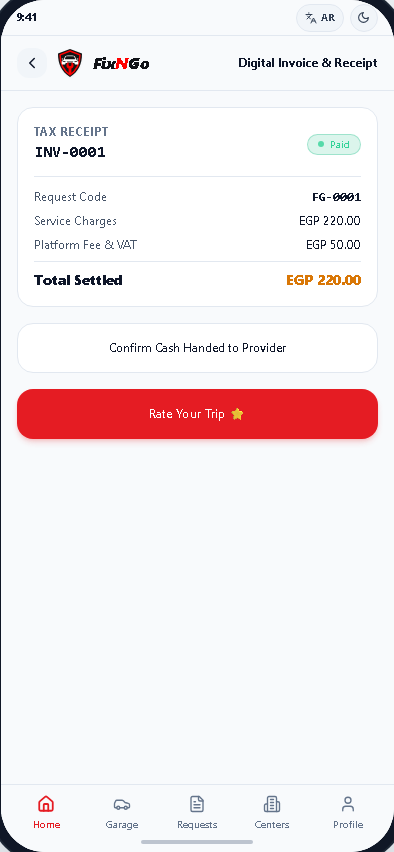 9:41
AR
FixNGo
Digital Invoice & Receipt
TAX RECEIPT
INV-0001
Paid
Request Code FG-0001
Service Charges EGP 220.00
Platform Fee & VAT EGP 50.00
Total Settled EGP 220.00
Confirm Cash Handed to Provider
Rate Your Trip ⭐
Home Garage Requests Centers Profile